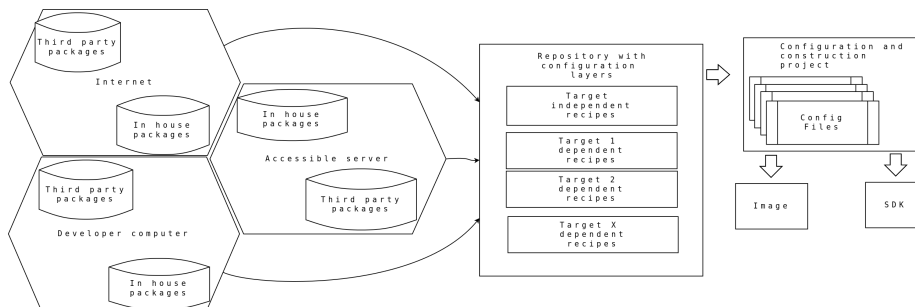 Third party
packages
Internet
In house
packages
In house
packages
Accessible server
Third party
packages
Third party
packages
Developer computer
In house
packages
Repository with
configuration
layers
Target
independent
recipes
Target 1
dependent
recipes
Target 2
dependent
recipes
Target X
dependent
recipes
Configuration and
construction
project
Config
Files
Image
SDK